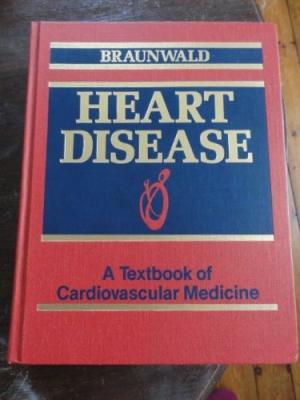 BRAUNWALD
HEART
DISEASE
A Textbook of
Cardiovascular Medicine